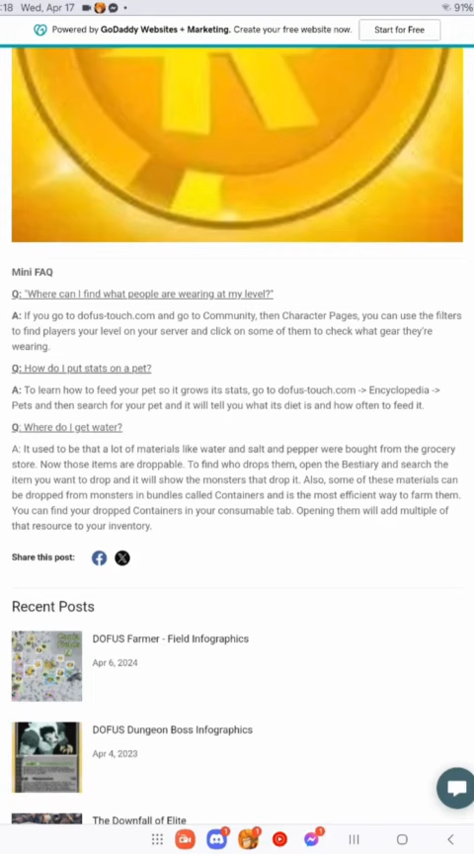 :18 Wed, Apr 17
91%
Powered by GoDaddy Websites + Marketing. Create your free website now.
Start for Free
Mini FAQ
Q: "Where can I find what people are wearing at my level?"
A: If you go to dofus-touch.com and go to Community, then Character Pages, you can use the filters
to find players your level on your server and click on some of them to check what gear they're
wearing.
Q: How do I put stats on a pet?
A: To learn how to feed your pet so it grows its stats, go to dofus-touch.com -> Encyclopedia ->
Pets and then search for your pet and it will tell you what its diet is and how often to feed it.
Q: Where do I get water?
A: It used to be that a lot of materials like water and salt and pepper were bought from the grocery
store. Now those items are droppable. To find who drops them, open the Bestiary and search the
item you want to drop and it will show the monsters that drop it. Also, some of these materials can
be dropped from monsters in bundles called Containers and is the most efficient way to farm them.
You can find your dropped Containers in your consumable tab. Opening them will add multiple of
that resource to your inventory.
Share this post:
Recent Posts
DOFUS Farmer - Field Infographics
Apr 6, 2024
DOFUS Dungeon Boss Infographics
Apr 4, 2023
The Downfall of Elite
1
1
1